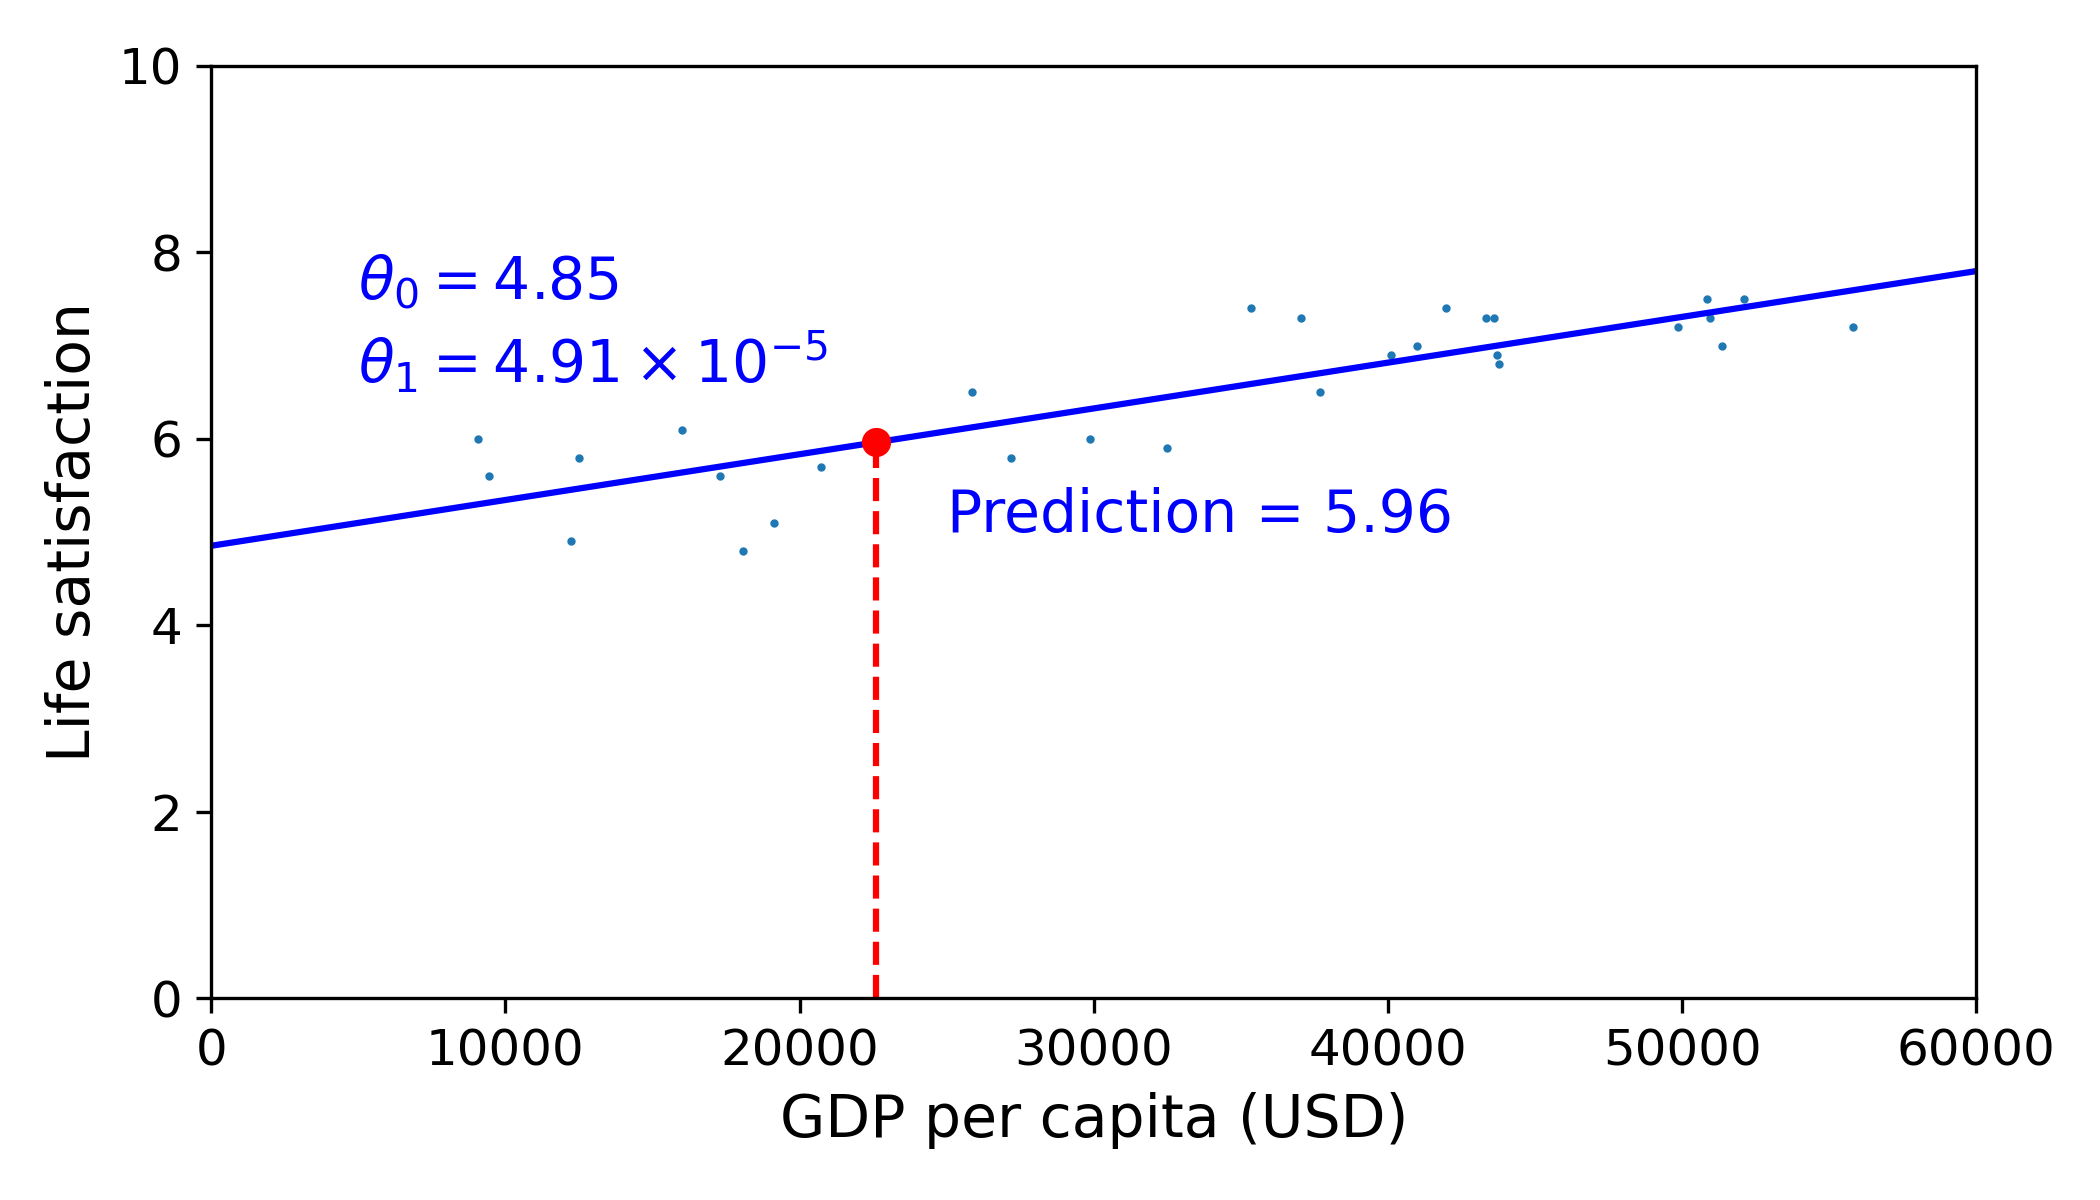 10
8
6
4
2
0
Life satisfaction
θ₀ = 4.85
θ₁ = 4.91 × 10⁻⁵
Prediction = 5.96
0 10000 20000 30000 40000 50000 60000
GDP per capita (USD)